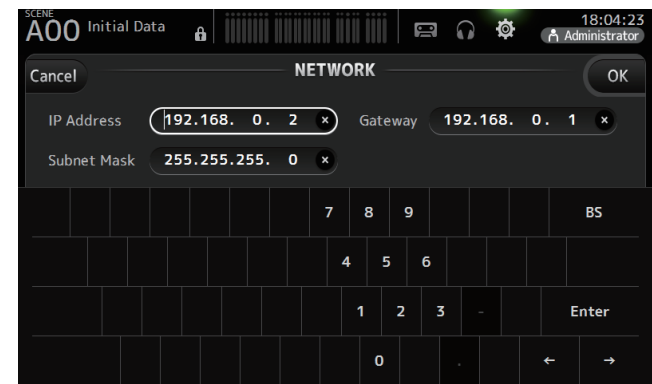 SCENE
A00 Initial Data 18:04:23
Administrator
Cancel NETWORK OK
IP Address 192.168. 0. 2 × Gateway 192.168. 0. 1 ×
Subnet Mask 255.255.255. 0 ×
7 8 9 BS
4 5 6
1 2 3 - Enter
0 . ← →